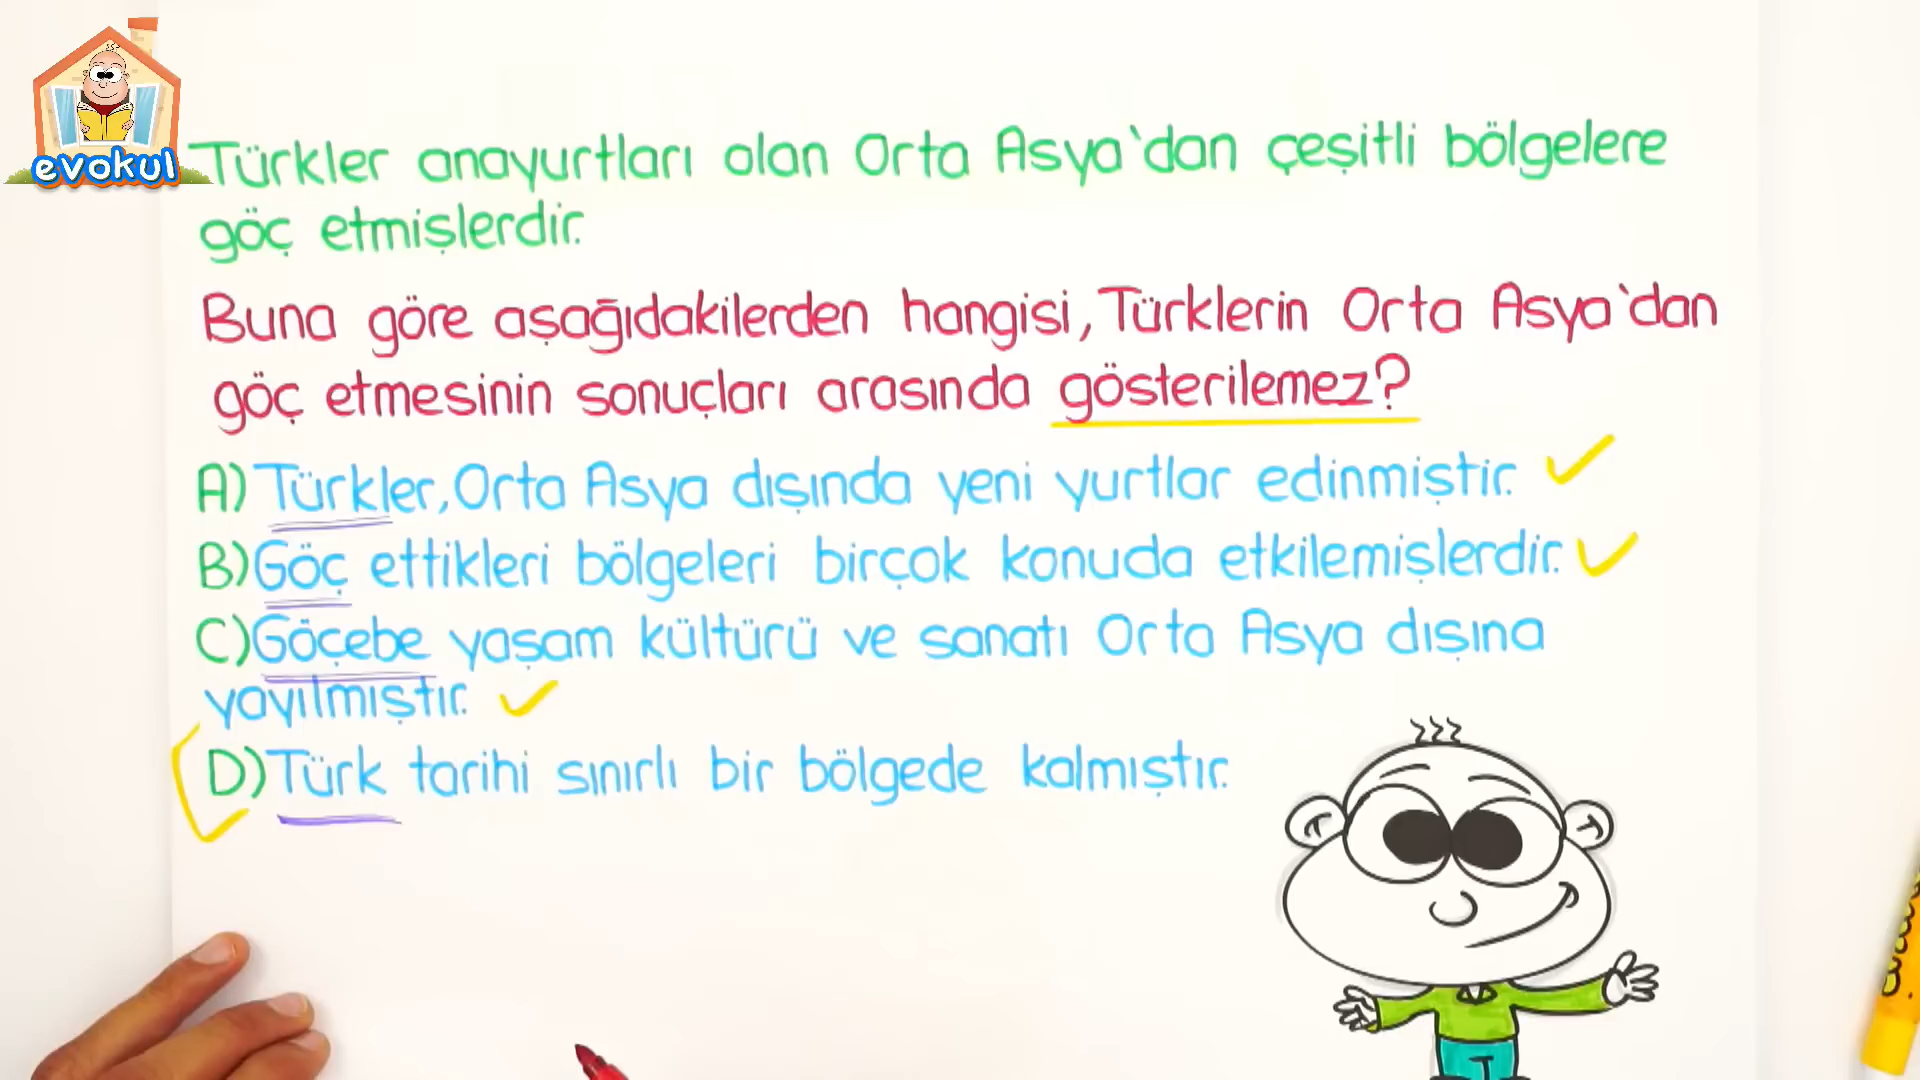 evokul
Türkler anayurtları olan Orta Asya'dan çeşitli bölgelere
göç etmişlerdir.
Buna göre aşağıdakilerden hangisi, Türklerin Orta Asya'dan
göç etmesinin sonuçları arasında gösterilemez?
A) Türkler, Orta Asya dışında yeni yurtlar edinmiştir.
B) Göç ettikleri bölgeleri birçok konuda etkilemişlerdir.
C) Göçebe yaşam kültürü ve sanatı Orta Asya dışına
yayılmıştır.
D) Türk tarihi sınırlı bir bölgede kalmıştır.